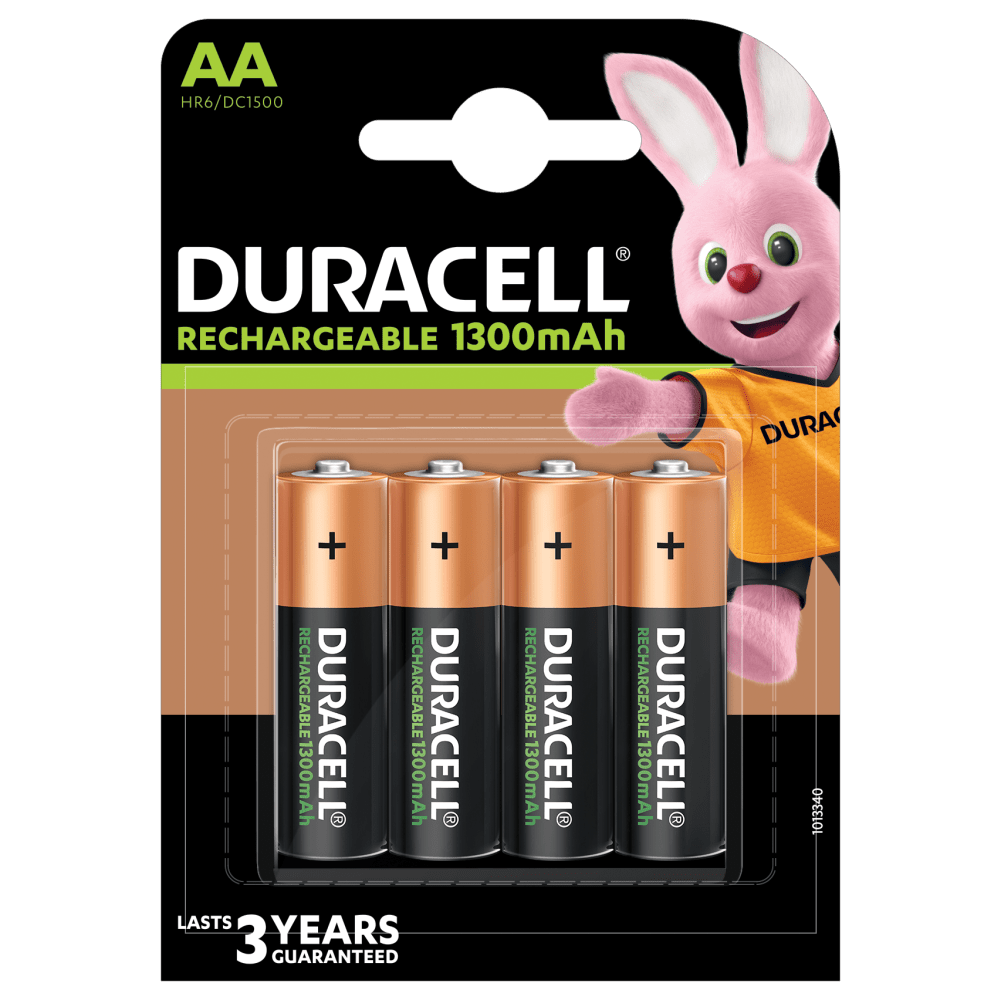 AA
HR6/DC1500
DURACELL®
RECHARGEABLE 1300mAh
DURAC
+ + + +
DURACELL®
RECHARGEABLE 1300mAh
DURACELL®
RECHARGEABLE 1300mAh
DURACELL®
RECHARGEABLE 1300mAh
DURACELL®
RECHARGEABLE 1300mAh
1013340
LASTS 3 YEARS
GUARANTEED